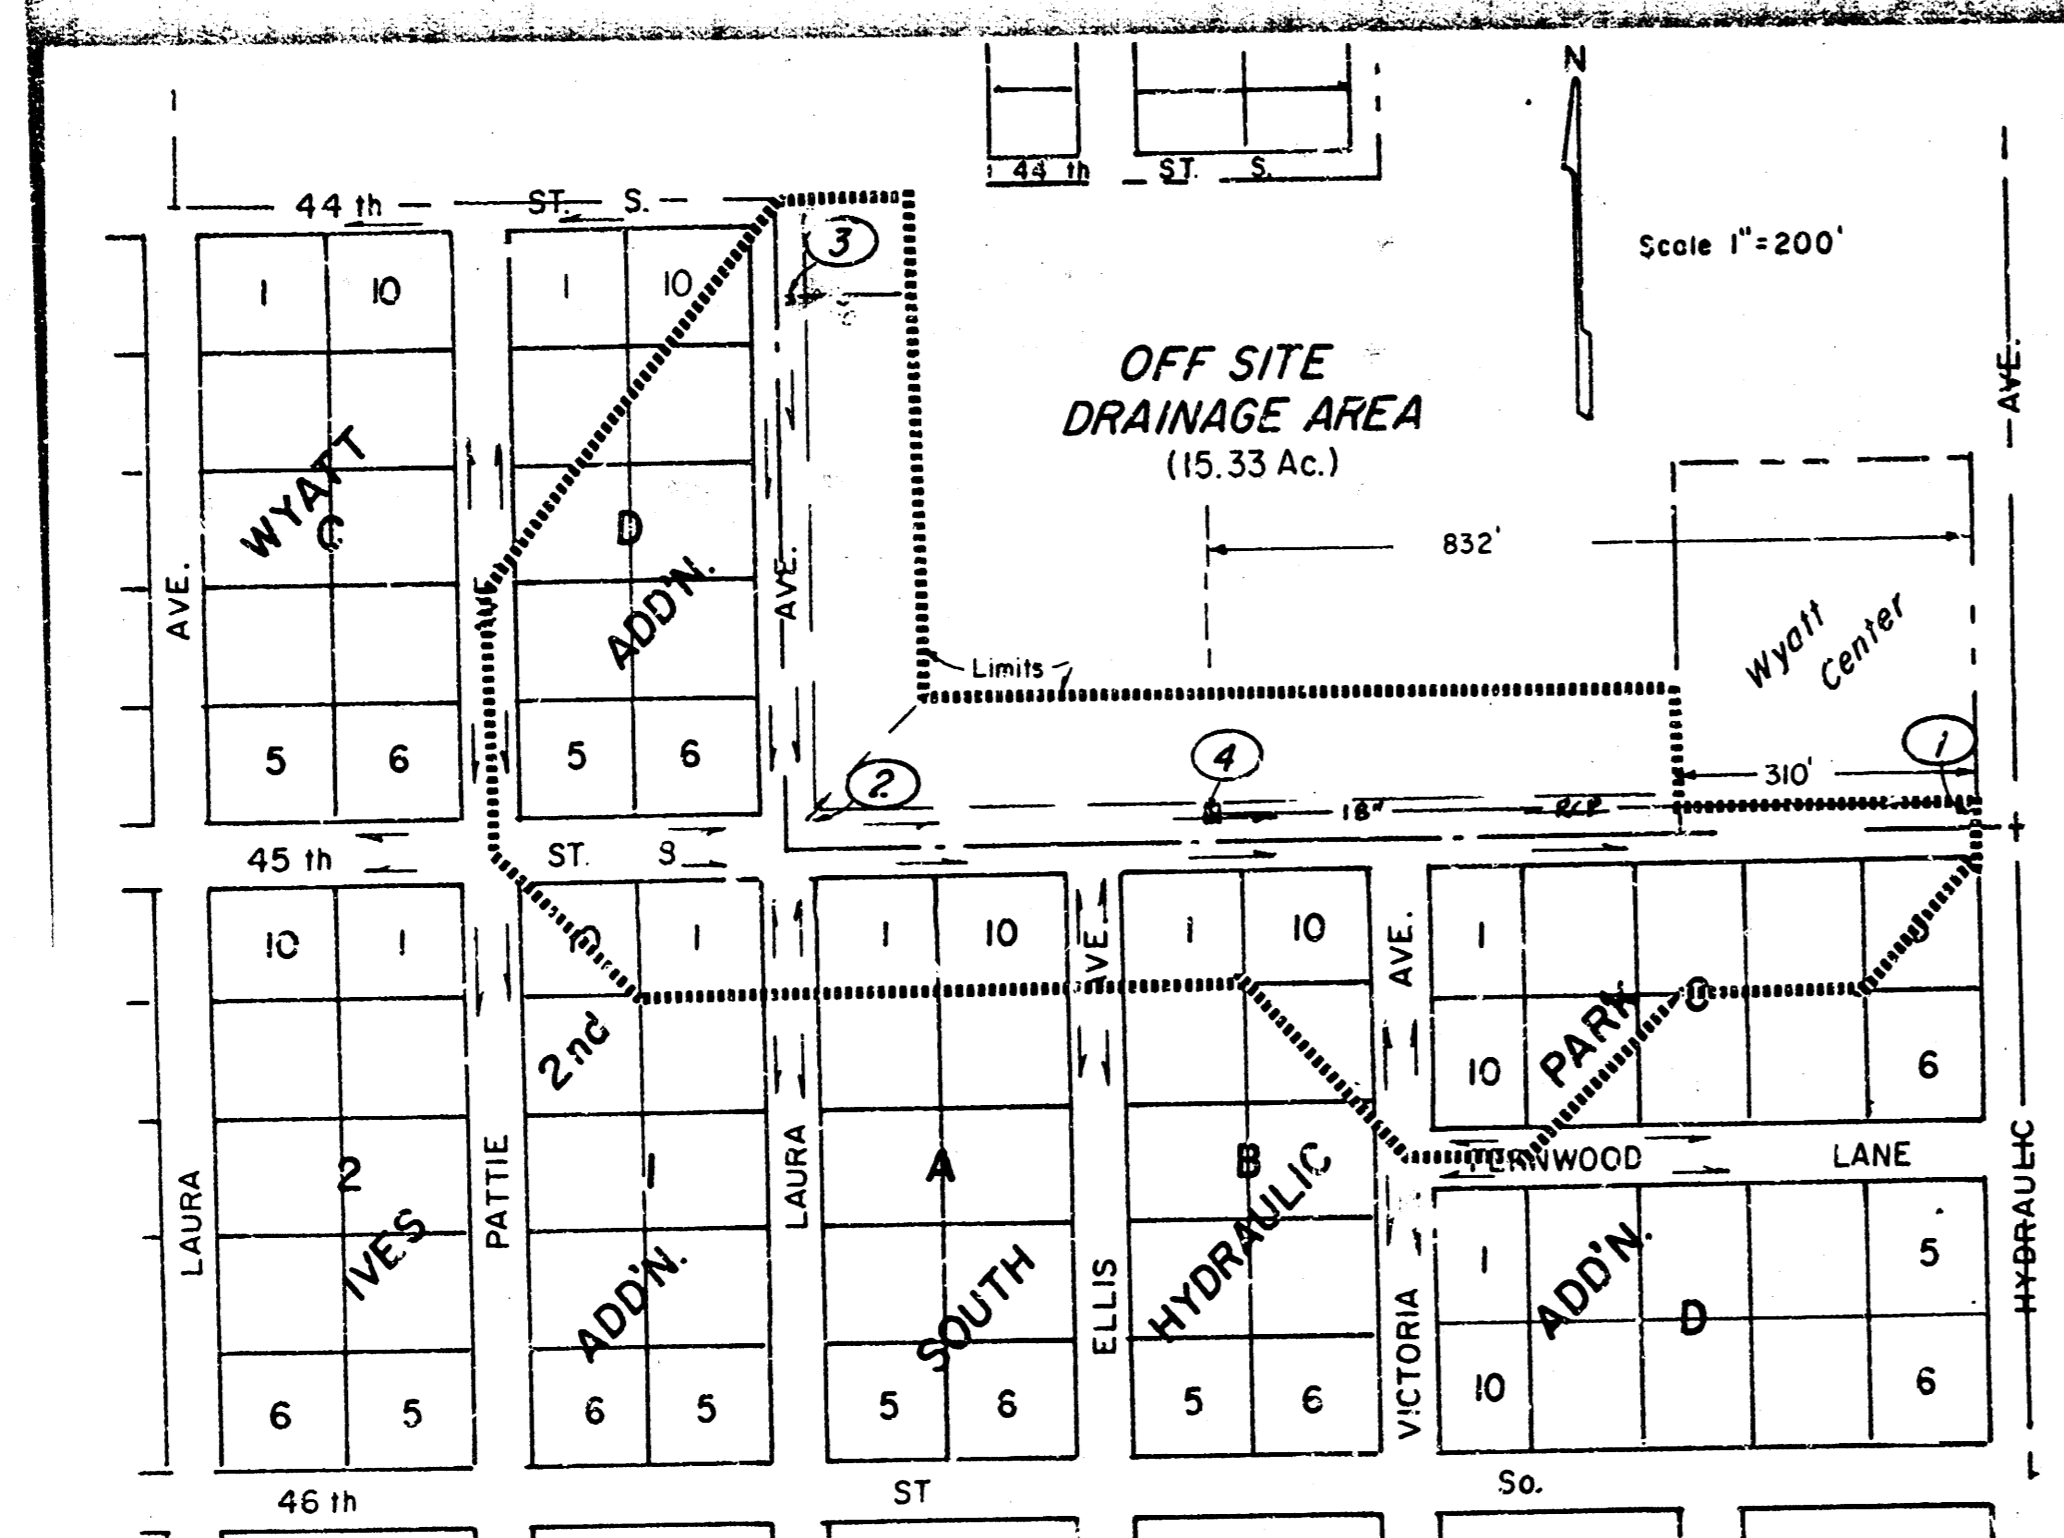 N
44 th ST. S.
44 th ST. S.
Scale 1"=200'
3
1 10 1 10
OFF SITE
DRAINAGE AREA
(15.33 Ac.)
AVE.
WYATT
C
D
ADD'N.
832'
AVE.
AVE.
Wyatt
Center
Limits
5 6 5 6
2
4
310'
1
18" RCP
45 th ST. S
10 1 1 1 10 1 10 1
AVE.
AVE.
2nd
PARK
C
10 6
FERNWOOD LANE
2
1
A
B
LAURA
PATTIE
LAURA
ELLIS
VICTORIA
HYDRAULIC
IVES
ADD'N.
SOUTH
HYDRAULIC
ADD'N.
D
1 5
6 5 6 5 5 6 5 6 10 6
46 th ST So.